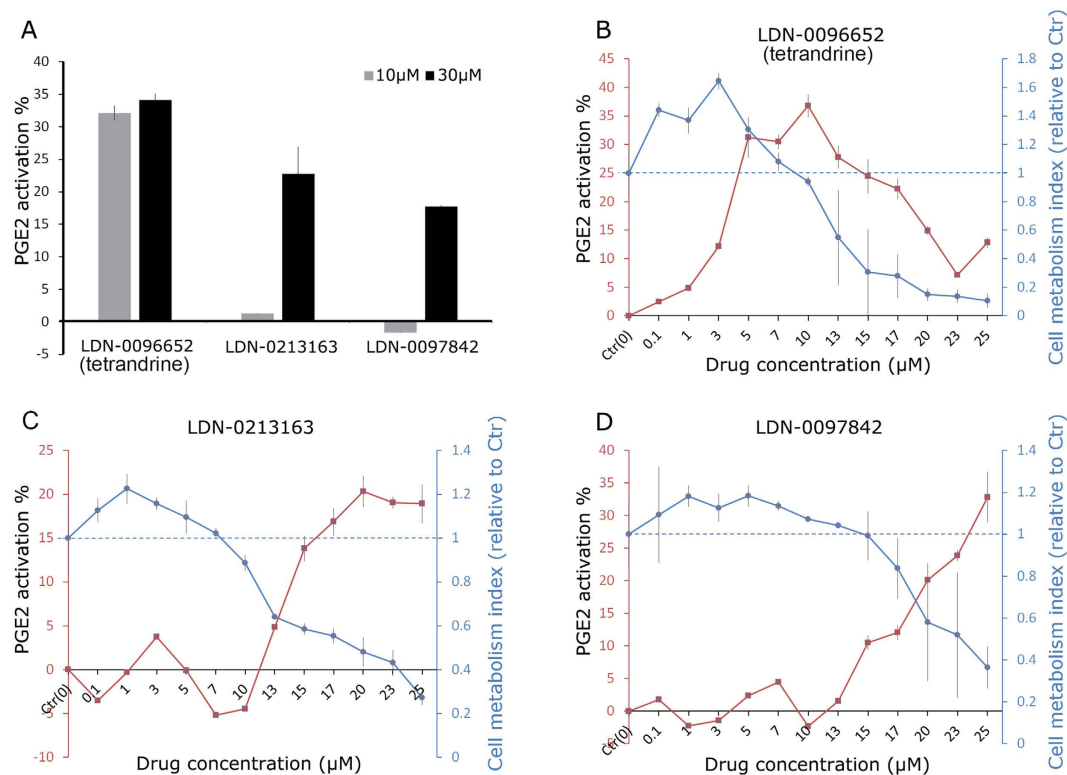 A
PGE2 activation %
40
35
30
25
20
15
10
5
0
-5
10µM 30µM
LDN-0096652
(tetrandrine)
LDN-0213163
LDN-0097842
B
LDN-0096652
(tetrandrine)
PGE2 activation %
45
40
35
30
25
20
15
10
5
0
Cell metabolism index (relative to Ctr)
1.8
1.6
1.4
1.2
1
0.8
0.6
0.4
0.2
0
Ctr(0) 0.1 1 3 5 7 10 13 15 17 20 23 25
Drug concentration (µM)
C
LDN-0213163
PGE2 activation %
25
20
15
10
5
0
-5
-10
Cell metabolism index (relative to Ctr)
1.4
1.2
1
0.8
0.6
0.4
0.2
0
Ctr(0) 0.1 1 3 5 7 10 13 15 17 20 23 25
Drug concentration (µM)
D
LDN-0097842
PGE2 activation %
40
35
30
25
20
15
10
5
0
-5
Cell metabolism index (relative to Ctr)
1.4
1.2
1
0.8
0.6
0.4
0.2
0
Ctr(0) 0.1 1 3 5 7 10 13 15 17 20 23 25
Drug concentration (µM)